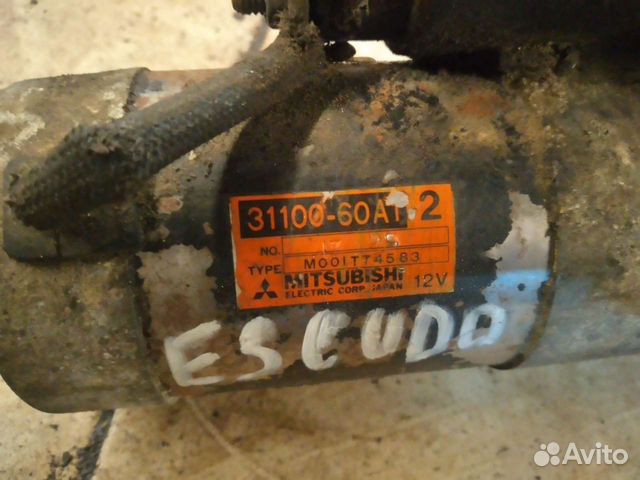 31100-60A1-2
NO.
TYPE M001T74583
MITSUBISHI 12V
ELECTRIC CORP JAPAN
ESCUDO
Avito